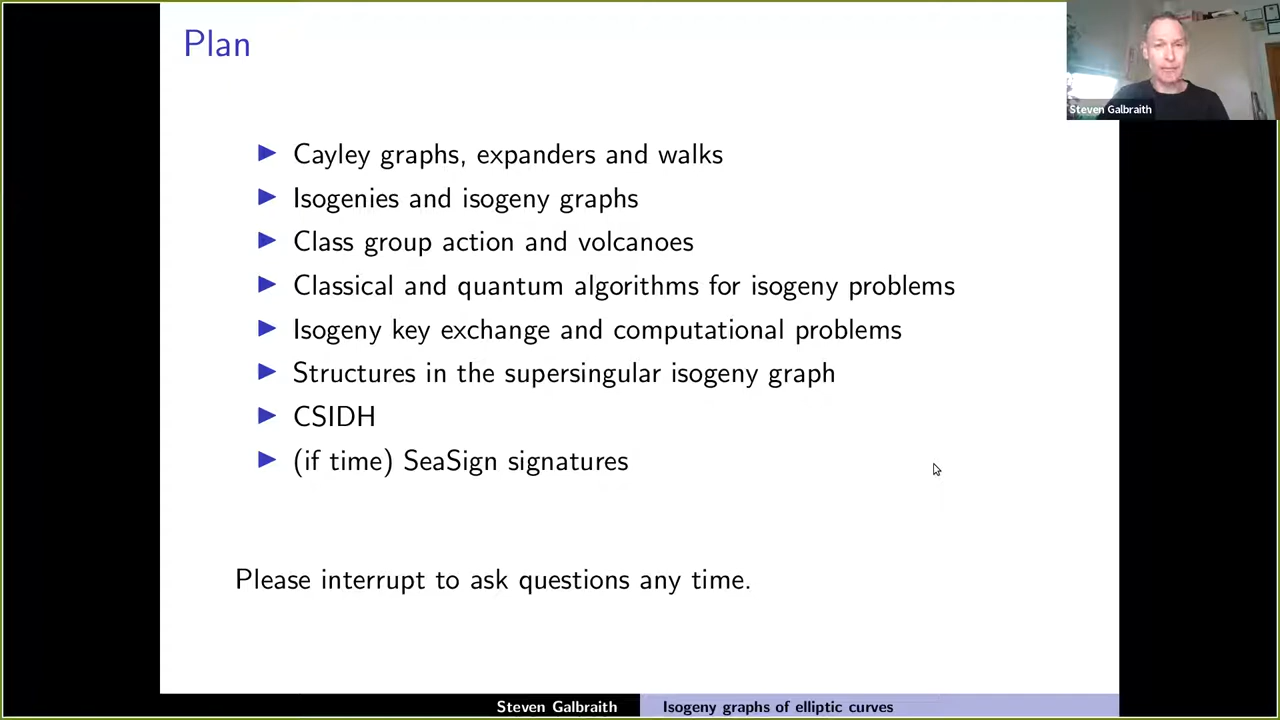 Plan
Steven Galbraith
Cayley graphs, expanders and walks
Isogenies and isogeny graphs
Class group action and volcanoes
Classical and quantum algorithms for isogeny problems
Isogeny key exchange and computational problems
Structures in the supersingular isogeny graph
CSIDH
(if time) SeaSign signatures
Please interrupt to ask questions any time.
Steven Galbraith
Isogeny graphs of elliptic curves